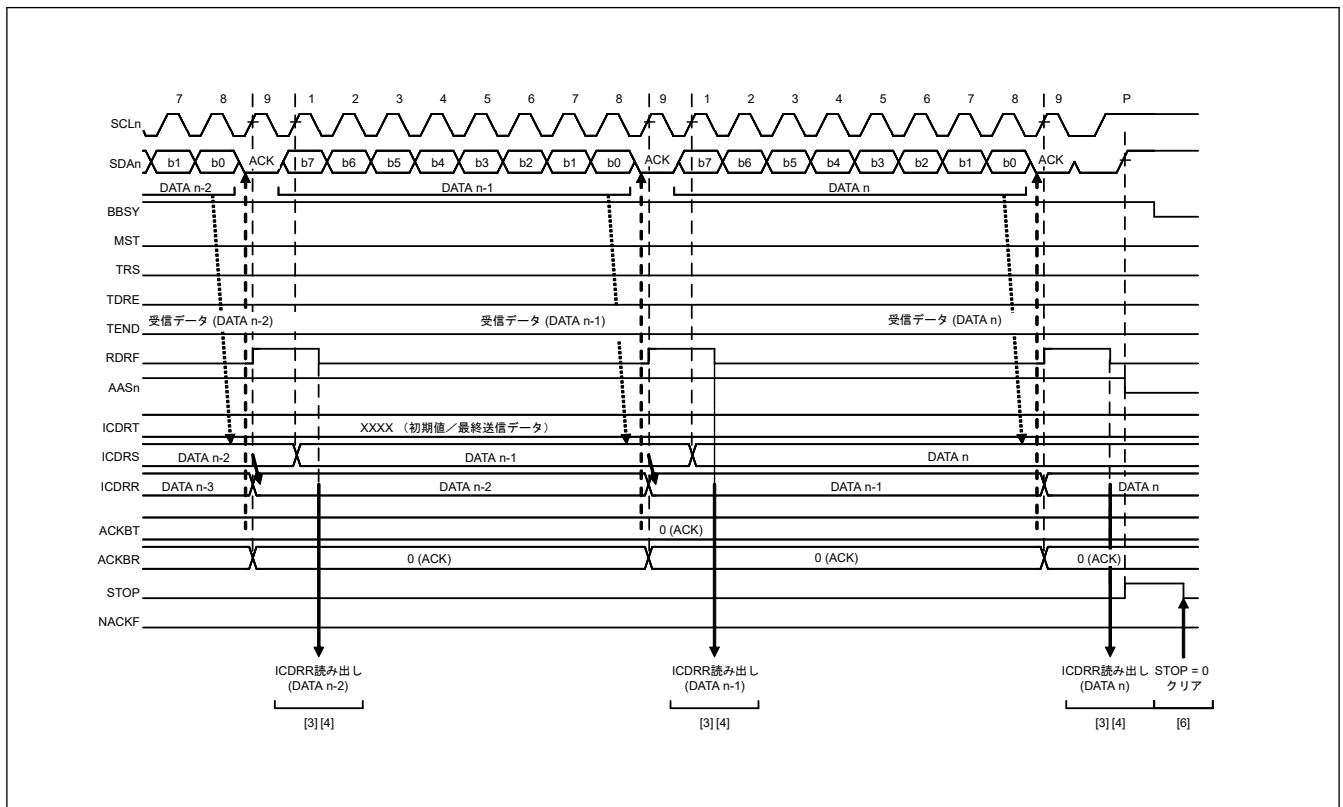 7 8 9 1 2 3 4 5 6 7 8 9 1 2 3 4 5 6 7 8 9 P
SCLn
SDAn b1 b0 ACK b7 b6 b5 b4 b3 b2 b1 b0 ACK b7 b6 b5 b4 b3 b2 b1 b0 ACK
DATA n-2 DATA n-1 DATA n
BBSY
MST
TRS
TDRE
受信データ (DATA n-2) 受信データ (DATA n-1) 受信データ (DATA n)
TEND
RDRF
AASn
ICDRT XXXX （初期値／最終送信データ）
ICDRS DATA n-2 DATA n-1 DATA n
ICDRR DATA n-3 DATA n-2 DATA n-1 DATA n
ACKBT 0 (ACK)
ACKBR 0 (ACK) 0 (ACK) 0 (ACK)
STOP
NACKF
ICDRR読み出し ICDRR読み出し ICDRR読み出し STOP = 0
(DATA n-2) (DATA n-1) (DATA n) クリア
[3] [4] [3] [4] [3] [4] [6]